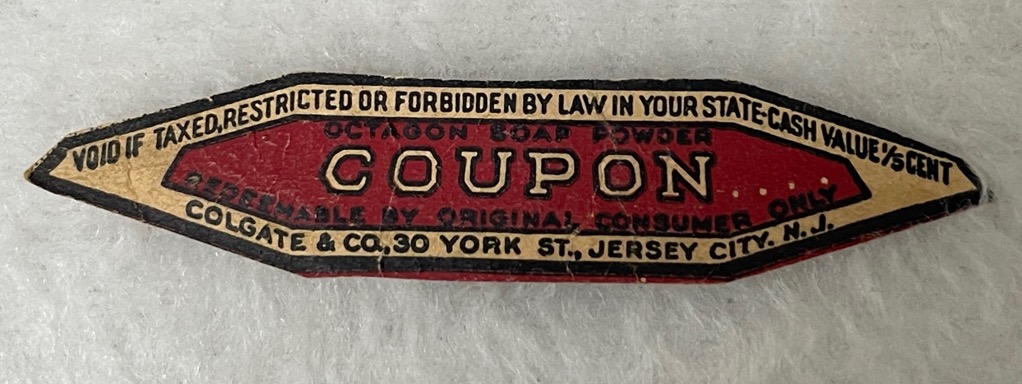 VOID IF TAXED,RESTRICTED OR FORBIDDEN BY LAW IN YOUR STATE-CASH VALUE 1/5 CENT
OCTAGON SOAP POWDER
COUPON
REDEEMABLE BY ORIGINAL CONSUMER ONLY
COLGATE & CO., 30 YORK ST., JERSEY CITY. N.J.